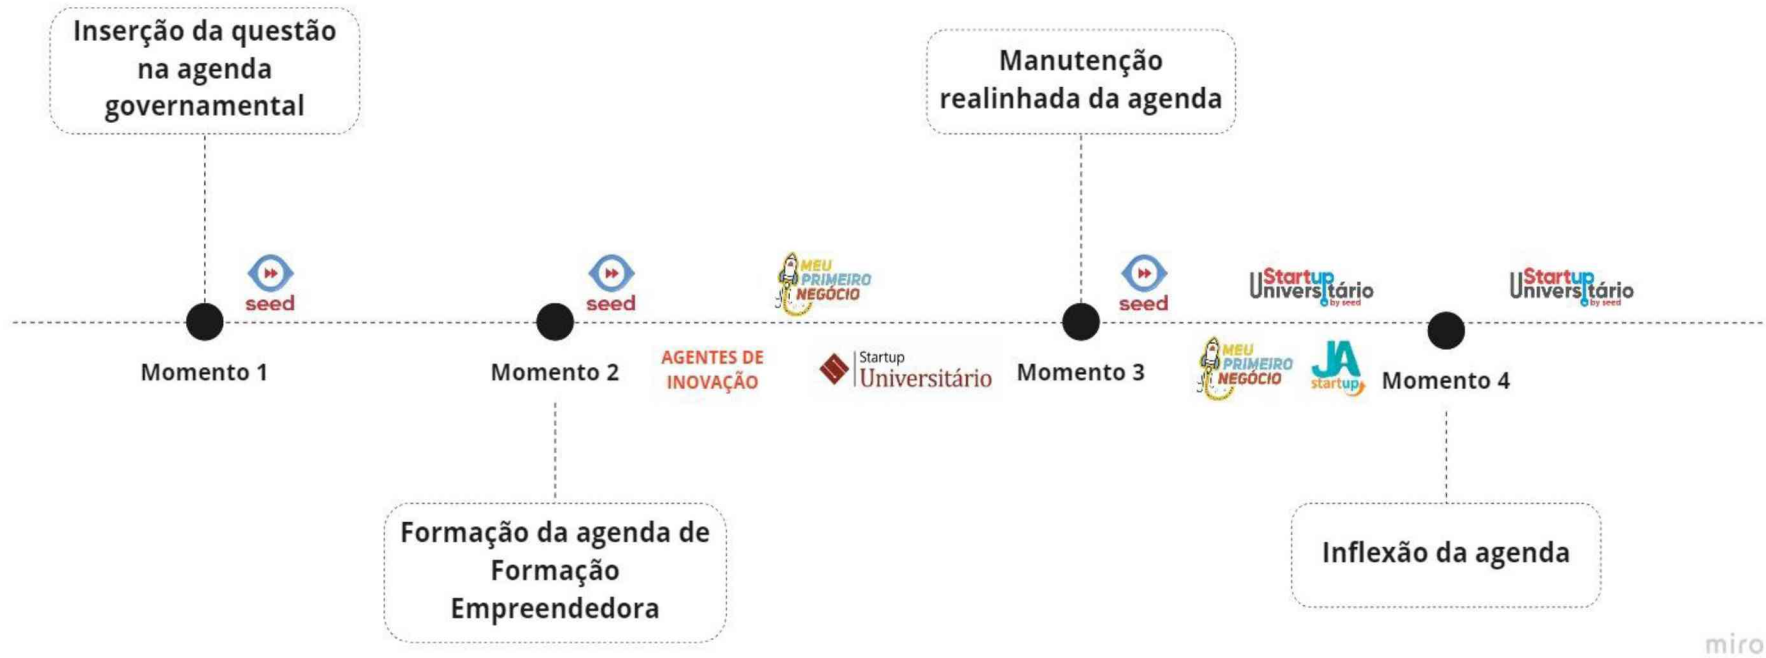 Inserção da questão
na agenda
governamental
Manutenção
realinhada da agenda
seed
seed
MEU
PRIMEIRO
NEGÓCIO
seed
Startup
Universitário
by seed
Startup
Universitário
by seed
Momento 1
Momento 2
AGENTES DE
INOVAÇÃO
Startup
Universitário
Momento 3
MEU
PRIMEIRO
NEGÓCIO
JA
startup
Momento 4
Formação da agenda de
Formação
Empreendedora
Inflexão da agenda
miro